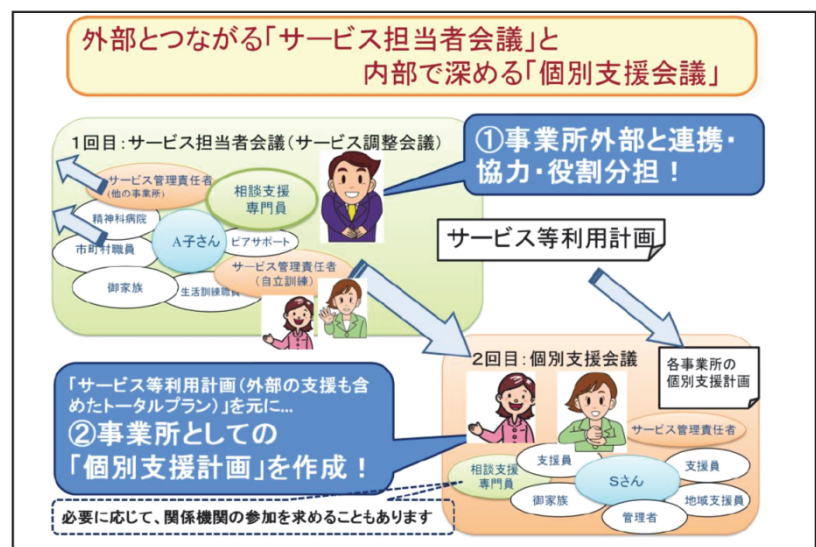 外部とつながる「サービス担当者会議」と
内部で深める「個別支援会議」
1回目:サービス担当者会議(サービス調整会議)
①事業所外部と連携・
協力・役割分担!
サービス管理責任者
(他の事業所)
相談支援
専門員
精神科病院
A子さん
ピアサポート
市町村職員
サービス管理責任者
(自立訓練)
御家族
生活訓練職員
サービス等利用計画
2回目:個別支援会議
各事業所の
個別支援計画
「サービス等利用計画(外部の支援も含
めたトータルプラン)」を元に…
②事業所としての
「個別支援計画」を作成!
サービス管理責任者
相談支援
専門員
支援員
Sさん
支援員
御家族
地域支援員
管理者
必要に応じて、関係機関の参加を求めることもあります